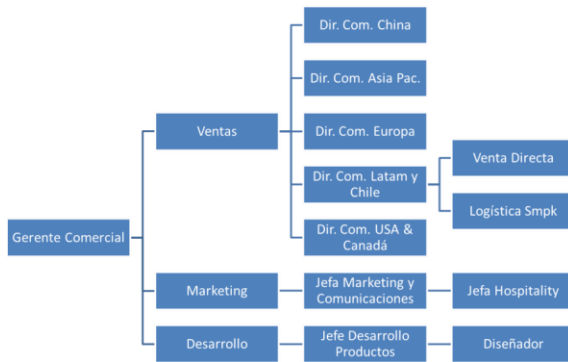 Dir. Com. China
Dir. Com. Asia Pac.
Ventas
Dir. Com. Europa
Venta Directa
Dir. Com. Latam y
Chile
Logística Smpk
Gerente Comercial
Dir. Com. USA &
Canadá
Marketing
Jefa Marketing y
Comunicaciones
Jefa Hospitality
Desarrollo
Jefe Desarrollo
Productos
Diseñador